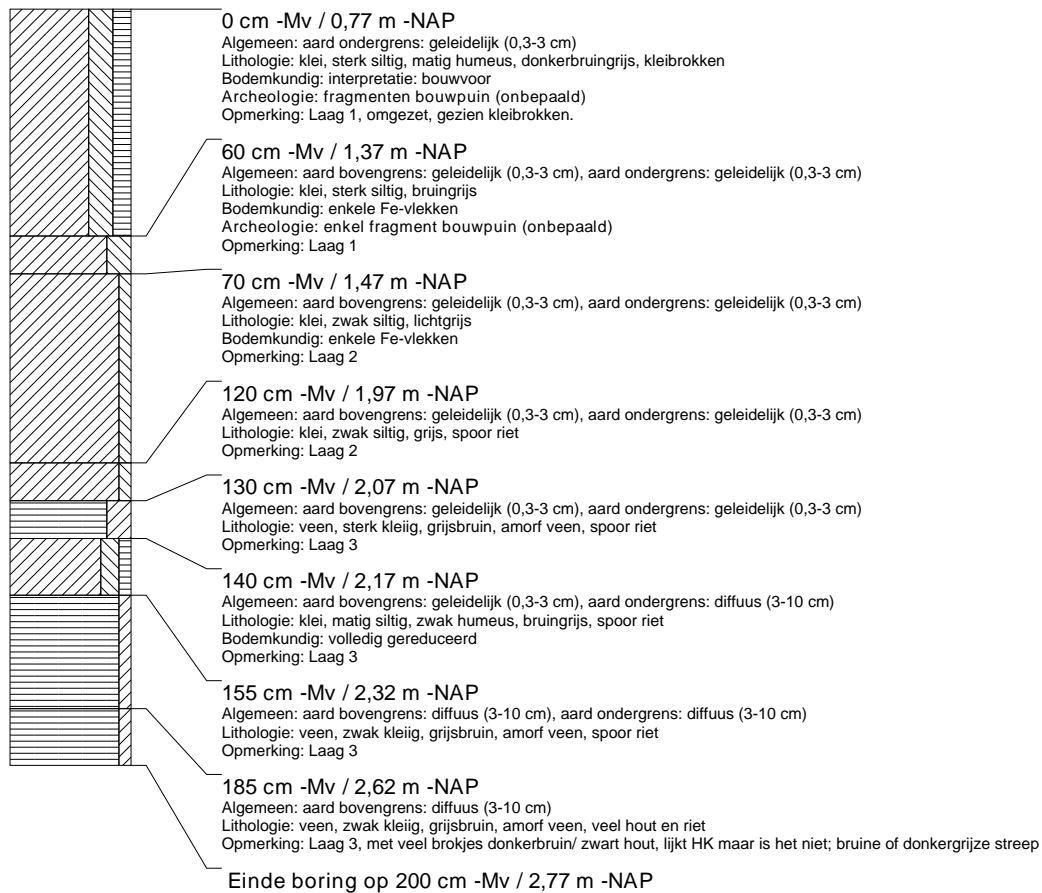 0 cm -Mv / 0,77 m -NAP
Algemeen: aard ondergrens: geleidelijk (0,3-3 cm)
Lithologie: klei, sterk siltig, matig humeus, donkerbruingrijs, kleibrokken
Bodemkundig: interpretatie: bouwvoor
Archeologie: fragmenten bouwpuin (onbepaald)
Opmerking: Laag 1, omgezet, gezien kleibrokken.
60 cm -Mv / 1,37 m -NAP
Algemeen: aard bovengrens: geleidelijk (0,3-3 cm), aard ondergrens: geleidelijk (0,3-3 cm)
Lithologie: klei, sterk siltig, bruingrijs
Bodemkundig: enkele Fe-vlekken
Archeologie: enkel fragment bouwpuin (onbepaald)
Opmerking: Laag 1
70 cm -Mv / 1,47 m -NAP
Algemeen: aard bovengrens: geleidelijk (0,3-3 cm), aard ondergrens: geleidelijk (0,3-3 cm)
Lithologie: klei, zwak siltig, lichtgrijs
Bodemkundig: enkele Fe-vlekken
Opmerking: Laag 2
120 cm -Mv / 1,97 m -NAP
Algemeen: aard bovengrens: geleidelijk (0,3-3 cm), aard ondergrens: geleidelijk (0,3-3 cm)
Lithologie: klei, zwak siltig, grijs, spoor riet
Opmerking: Laag 2
130 cm -Mv / 2,07 m -NAP
Algemeen: aard bovengrens: geleidelijk (0,3-3 cm), aard ondergrens: geleidelijk (0,3-3 cm)
Lithologie: veen, sterk kleiig, grijsbruin, amorf veen, spoor riet
Opmerking: Laag 3
140 cm -Mv / 2,17 m -NAP
Algemeen: aard bovengrens: geleidelijk (0,3-3 cm), aard ondergrens: diffuus (3-10 cm)
Lithologie: klei, matig siltig, zwak humeus, bruingrijs, spoor riet
Bodemkundig: volledig gereduceerd
Opmerking: Laag 3
155 cm -Mv / 2,32 m -NAP
Algemeen: aard bovengrens: diffuus (3-10 cm), aard ondergrens: diffuus (3-10 cm)
Lithologie: veen, zwak kleiig, grijsbruin, amorf veen, spoor riet
Opmerking: Laag 3
185 cm -Mv / 2,62 m -NAP
Algemeen: aard bovengrens: diffuus (3-10 cm)
Lithologie: veen, zwak kleiig, grijsbruin, amorf veen, veel hout en riet
Opmerking: Laag 3, met veel brokjes donkerbruin/ zwart hout, lijkt HK maar is het niet; bruine of donkergrijze streep
Einde boring op 200 cm -Mv / 2,77 m -NAP